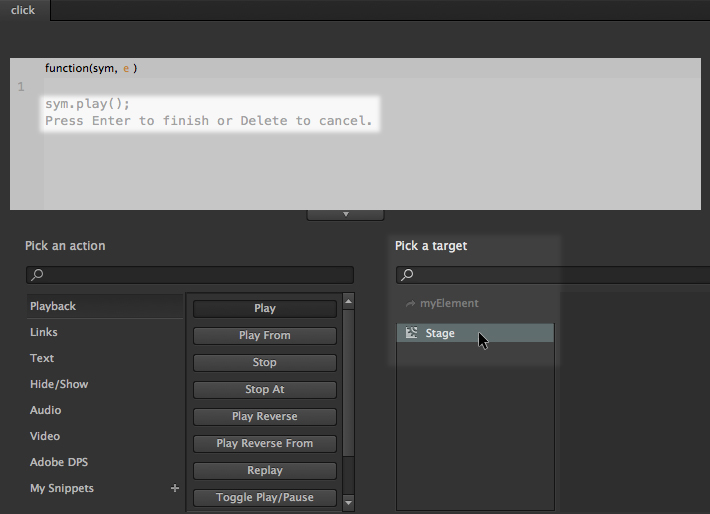 click
function(sym, e )
1
sym.play();
Press Enter to finish or Delete to cancel.
Pick an action
Pick a target
Playback
Links
Text
Hide/Show
Audio
Video
Adobe DPS
My Snippets +
Play
Play From
Stop
Stop At
Play Reverse
Play Reverse From
Replay
Toggle Play/Pause
myElement
Stage